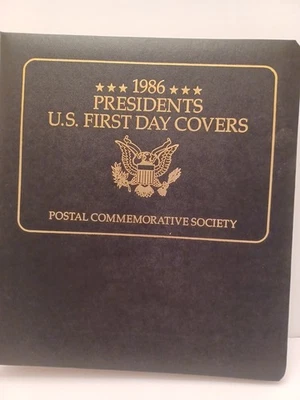 ★★★ 1986 ★★★
PRESIDENTS
U.S. FIRST DAY COVERS
POSTAL COMMEMORATIVE SOCIETY